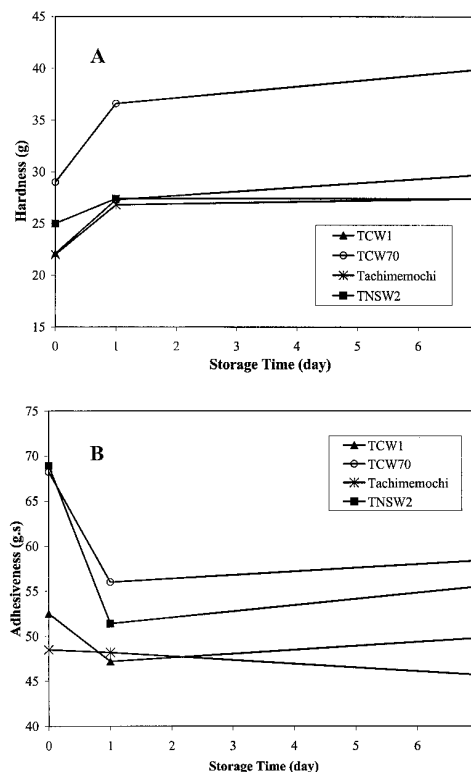 A
45
40
35
30
25
20
15
Hardness (g)
TCW1
TCW70
Tachimemochi
TNSW2
0 1 2 3 4 5 6
Storage Time (day)
B
75
70
65
60
55
50
45
40
Adhesiveness (g.s)
TCW1
TCW70
Tachimemochi
TNSW2
0 1 2 3 4 5 6
Storage Time (day)